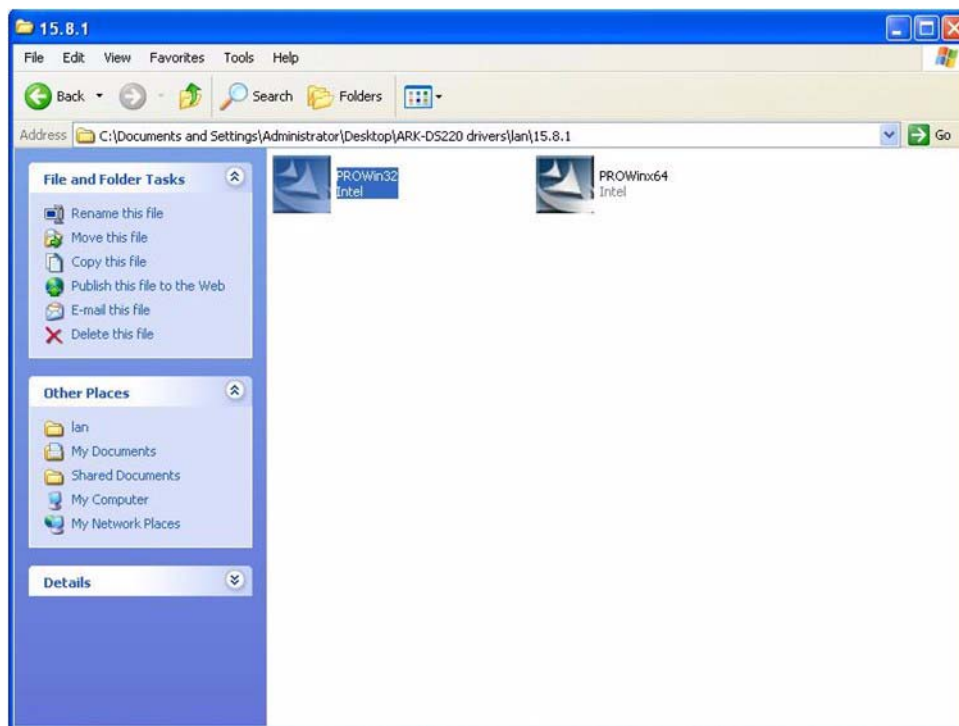 15.8.1
File Edit View Favorites Tools Help
Back Search Folders
Address C:\Documents and Settings\Administrator\Desktop\ARK-DS220 drivers\lan\15.8.1 Go
File and Folder Tasks
Rename this file
Move this file
Copy this file
Publish this file to the Web
E-mail this file
Delete this file
Other Places
lan
My Documents
Shared Documents
My Computer
My Network Places
Details
PROWin32
Intel
PROWinx64
Intel